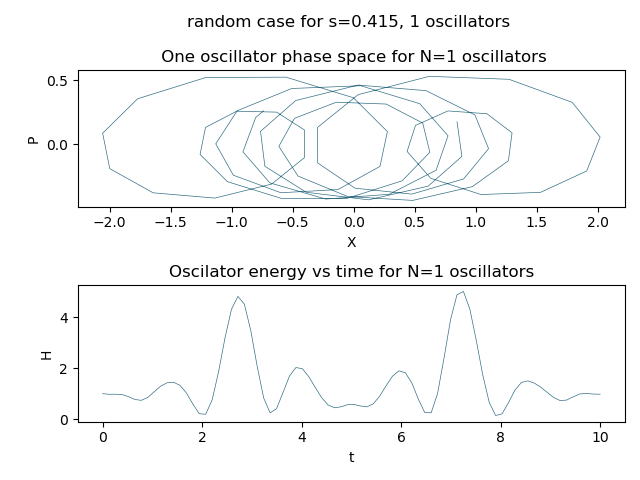 random case for s=0.415, 1 oscillators
One oscillator phase space for N=1 oscillators
0.5
0.0
P
−2.0 −1.5 −1.0 −0.5 0.0 0.5 1.0 1.5 2.0
X
Oscilator energy vs time for N=1 oscillators
4
2
0
H
0 2 4 6 8 10
t